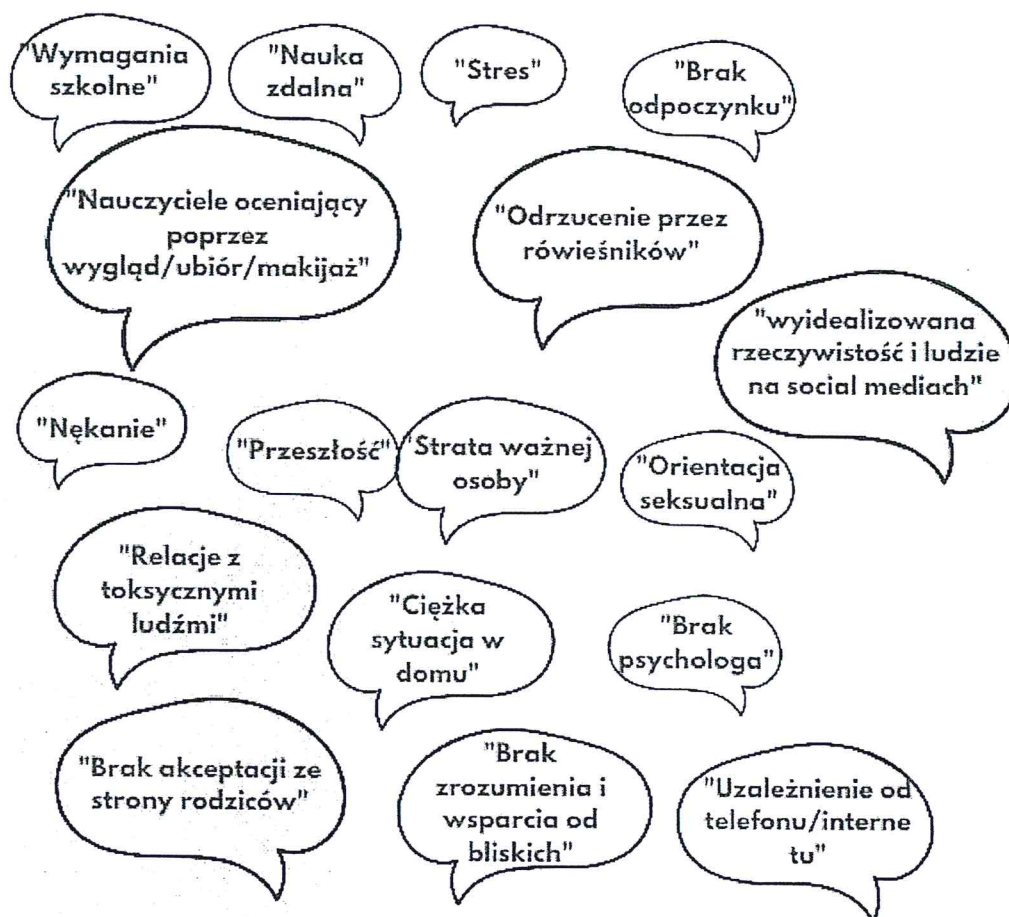 "Wymagania
szkolne"
"Nauka
zdalna"
"Stres"
"Brak
odpoczynku"
"Nauczyciele oceniający
poprzez
wygląd/ubiór/makijaż"
"Odrzucenie przez
rówieśników"
"wyidealizowana
rzeczywistość i ludzie
na social mediach"
"Nękanie"
"Przeszłość"
"Strata ważnej
osoby"
"Orientacja
seksualna"
"Relacje z
toksycznymi
ludźmi"
"Ciężka
sytuacja w
domu"
"Brak
psychologa"
"Brak akceptacji ze
strony rodziców"
"Brak
zrozumienia i
wsparcia od
bliskich"
"Uzależnienie od
telefonu/interne
tu"